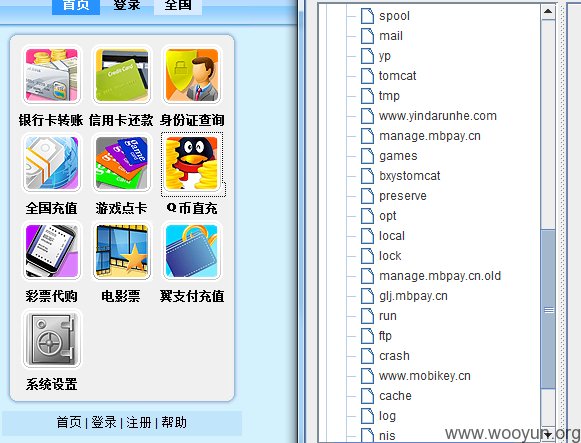 首页 登录 全国
银行卡转账 信用卡还款 身份证查询
全国充值 游戏点卡 Q币直充
彩票代购 电影票 翼支付充值
系统设置
首页 | 登录 | 注册 | 帮助
spool
mail
yp
tomcat
tmp
www.yindarunhe.com
manage.mbpay.cn
games
bxystomcat
preserve
opt
local
lock
manage.mbpay.cn.old
glj.mbpay.cn
run
ftp
crash
www.mobikey.cn
cache
log
nis
www.wooyun.org